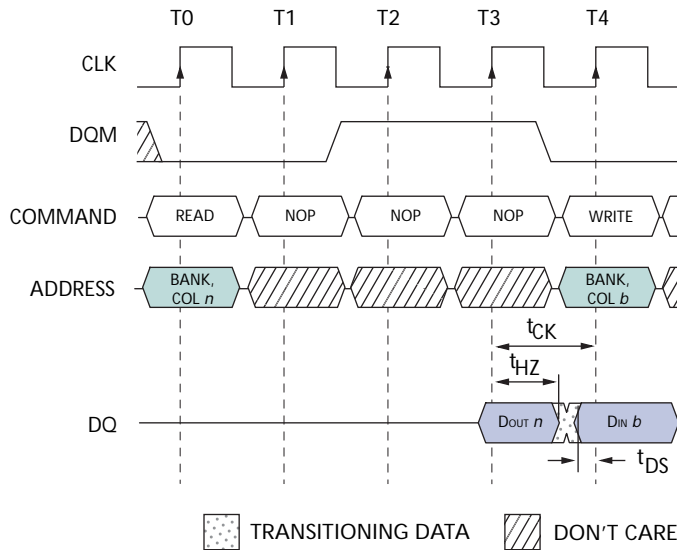 T0 T1 T2 T3 T4
CLK
DQM
COMMAND READ NOP NOP NOP WRITE
ADDRESS BANK, COL n BANK, COL b
tCK
tHZ
DQ DOUT n DIN b
tDS
TRANSITIONING DATA DON'T CARE